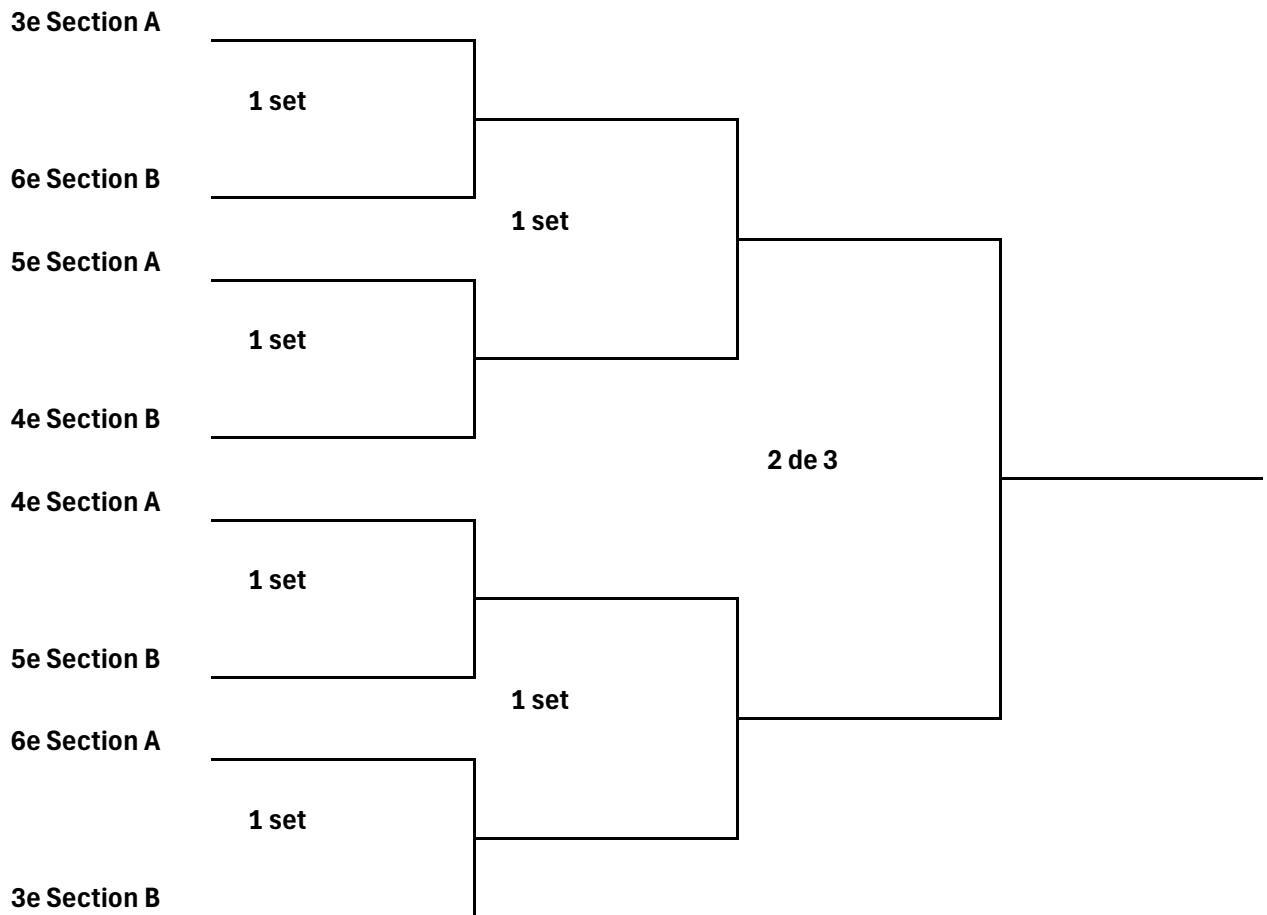 3e Section A
1 set
6e Section B
1 set
5e Section A
1 set
4e Section B
2 de 3
4e Section A
1 set
5e Section B
1 set
6e Section A
1 set
3e Section B